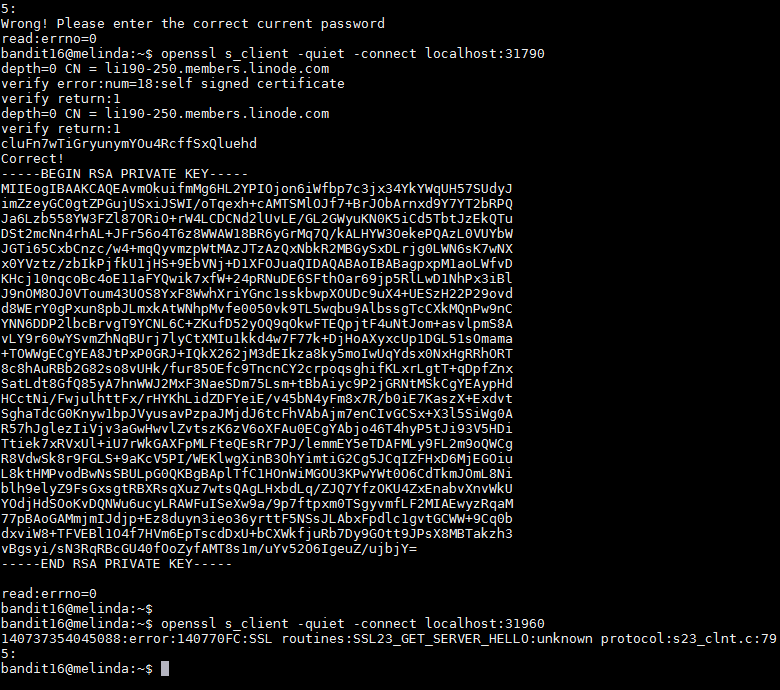 5:
Wrong! Please enter the correct current password
read:errno=0
bandit16@melinda:~$ openssl s_client -quiet -connect localhost:31790
depth=0 CN = li190-250.members.linode.com
verify error:num=18:self signed certificate
verify return:1
depth=0 CN = li190-250.members.linode.com
verify return:1
cluFn7wTiGryunymYOu4RcffSxQluehd
Correct!
-----BEGIN RSA PRIVATE KEY-----
MIIEogIBAAKCAQEAvmOkuifmMg6HL2YPIOjon6iWfbp7c3jx34YkYWqUH57SUdyJ
imZzeyGC0gtZPGujUSxiJSWI/oTqexh+cAMTSMlOJf7+BrJObArnxd9Y7YT2bRPQ
Ja6Lzb558YW3FZl87ORiO+rW4LCDCNd2lUvLE/GL2GWyuKN0K5iCd5TbtJzEkQTu
DSt2mcNn4rhAL+JFr56o4T6z8WWAW18BR6yGrMq7Q/kALHYW3OekePQAzL0VUYbW
JGTi65CxbCnzc/w4+mqQyvmzpWtMAzJTzAzQxNbkR2MBGySxDLrjg0LWN6sK7wNX
x0YVztz/zbIkPjfkU1jHS+9EbVNj+D1XFOJuaQIDAQABAoIBABagpxpM1aoLWfvD
KHcj10nqcoBc4oE11aFYQwik7xfW+24pRNuDE6SFthOar69jp5RlLwD1NhPx3iBl
J9nOM8OJ0VToum43UOS8YxF8WwhXriYGnc1sskbwpXOUDc9uX4+UESzH22P29ovd
d8WErY0gPxun8pbJLmxkAtWNhpMvfe0050vk9TL5wqbu9AlbssgTcCXkMQnPw9nC
YNN6DDP2lbcBrvgT9YCNL6C+ZKufD52yOQ9qOkwFTEQpjtF4uNtJom+asvlpmS8A
vLY9r60wYSvmZhNqBUrj7lyCtXMIu1kkd4w7F77k+DjHoAXyxcUp1DGL51sOmama
+TOWWgECgYEA8JtPxP0GRJ+IQkX262jM3dEIkza8ky5moIwUqYdsx0NxHgRRhORT
8c8hAuRBb2G82so8vUHk/fur85OEfc9TncnCY2crpoqsghifKLxrLgtT+qDpfZnx
SatLdt8GfQ85yA7hnWWJ2MxF3NaeSDm75Lsm+tBbAiyc9P2jGRNtMSkCgYEAypHd
HCctNi/FwjulhttFx/rHYKhLidZDFYeiE/v45bN4yFm8x7R/b0iE7KaszX+Exdvt
SghaTdcG0Knyw1bpJVyusavPzpaJMjdJ6tcFhVAbAjm7enCIvGCSx+X3l5SiWg0A
R57hJglezIiVjv3aGwHwvlZvtszK6zV6oXFAu0ECgYAbjo46T4hyP5tJi93V5HDi
Ttiek7xRVxUl+iU7rWkGAXFpMLFteQEsRr7PJ/lemmEY5eTDAFMLy9FL2m9oQWCg
R8VdwSk8r9FGLS+9aKcV5PI/WEKlwgXinB3OhYimtiG2Cg5JCqIZFHxD6MjEGOiu
L8ktHMPvodBwNsSBULpG0QKBgBAplTfC1HOnWiMGOU3KPwYWt0O6CdTkmJOmL8Ni
blh9elyZ9FsGxsgtRBXRsqXuz7wtsQAgLHxbdLq/ZJQ7YfzOKU4ZxEnabvXnvWkU
YOdjHdSOoKvDQNWu6ucyLRAWFuISeXw9a/9p7ftpxm0TSgyvmfLF2MIAEwyzRqaM
77pBAoGAMmjmIJdjp+Ez8duyn3ieo36yrttF5NSsJLAbxFpdlc1gvtGCWW+9Cq0b
dxviW8+TFVEBl1O4f7HVm6EpTscdDxU+bCXWkfjuRb7Dy9GOtt9JPsX8MBTakzh3
vBgsyi/sN3RqRBcGU40fOoZyfAMT8s1m/uYv52O6IgeuZ/ujbjY=
-----END RSA PRIVATE KEY-----
read:errno=0
bandit16@melinda:~$
bandit16@melinda:~$ openssl s_client -quiet -connect localhost:31960
140737354045088:error:140770FC:SSL routines:SSL23_GET_SERVER_HELLO:unknown protocol:s23_clnt.c:79
5:
bandit16@melinda:~$